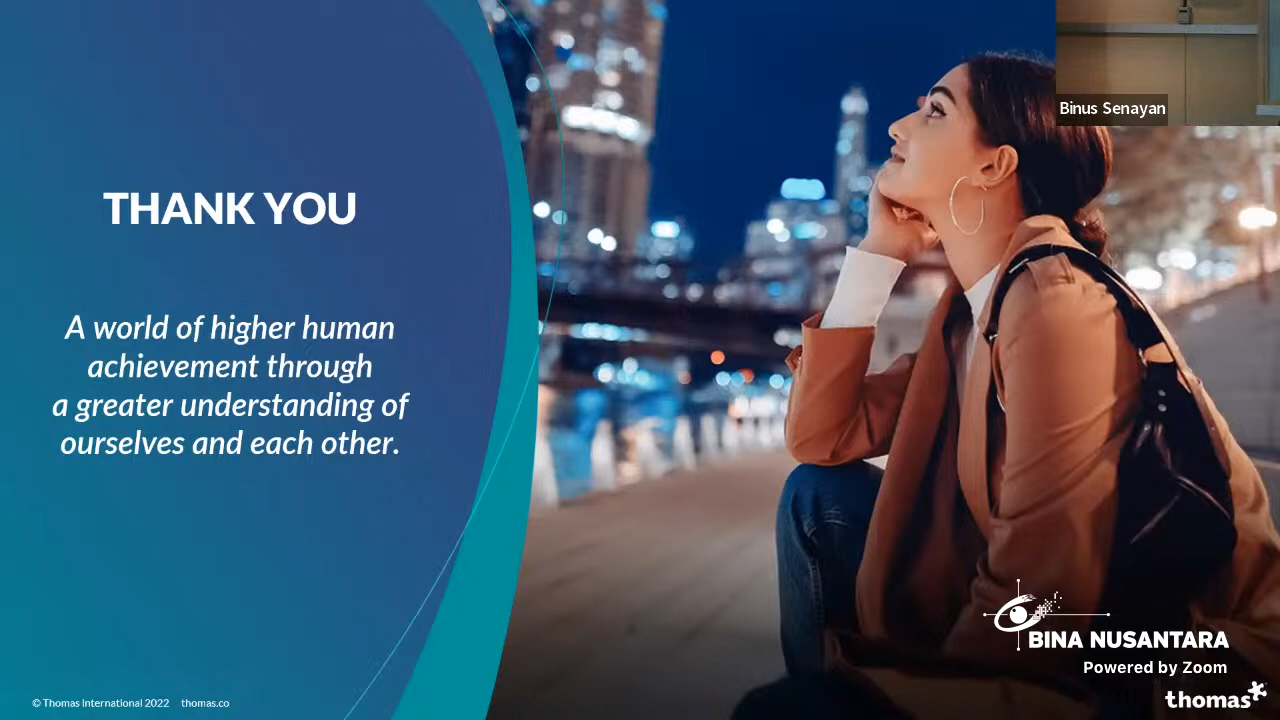 Binus Senayan
THANK YOU
A world of higher human
achievement through
a greater understanding of
ourselves and each other.
BINA NUSANTARA
Powered by Zoom
© Thomas International 2022 thomas.co
thomas